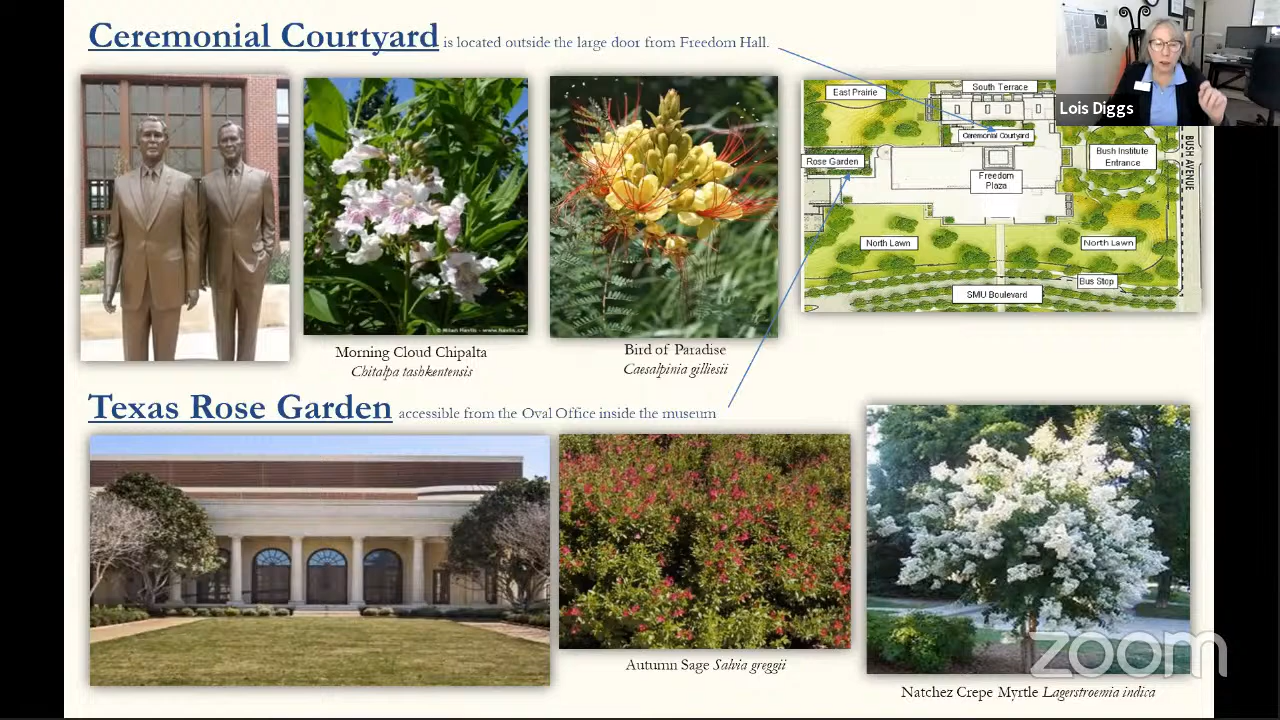 Ceremonial Courtyard is located outside the large door from Freedom Hall.
Lois Diggs
East Prairie
South Terrace
Ceremonial Courtyard
Rose Garden
Bush Institute
Entrance
BUSH AVENUE
Freedom
Plaza
North Lawn
North Lawn
Bus Stop
SMU Boulevard
Morning Cloud Chipalta
Chitalpa tashkentensis
Bird of Paradise
Caesalpinia gilliesii
Texas Rose Garden accessible from the Oval Office inside the museum
Autumn Sage Salvia greggii
Natchez Crepe Myrtle Lagerstroemia indica
zoom